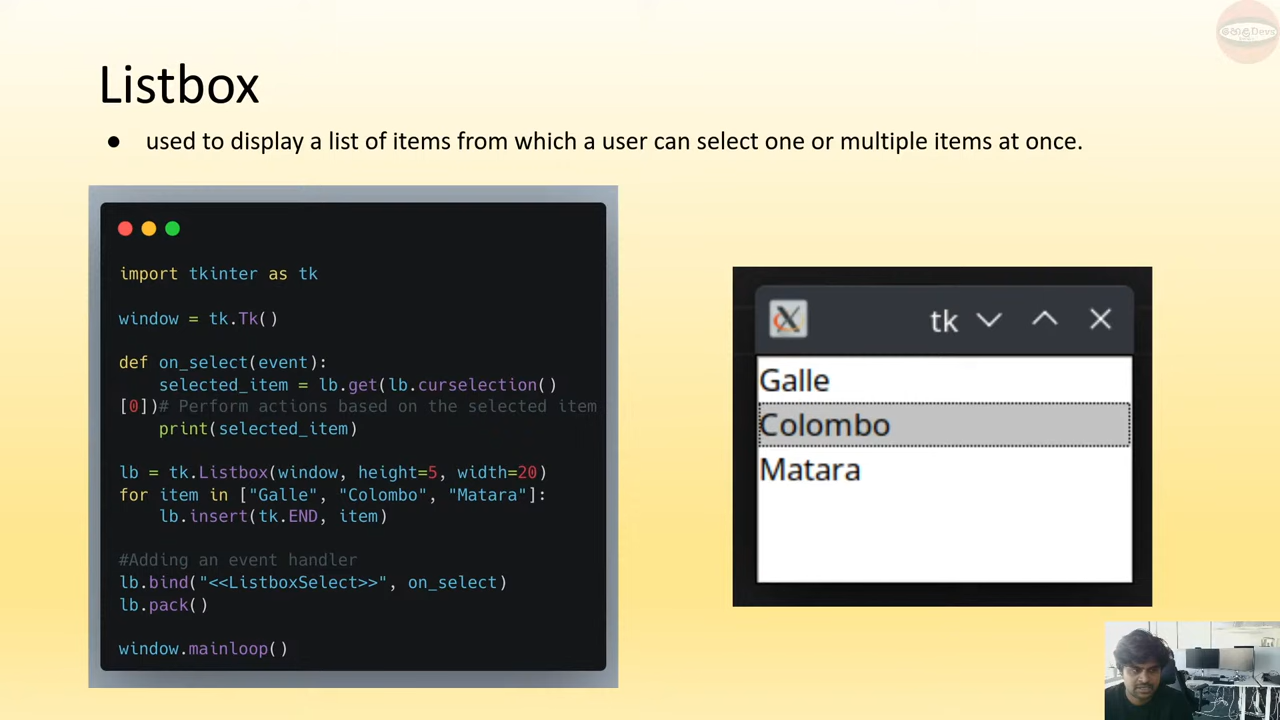 හෙළDevs
Listbox
● used to display a list of items from which a user can select one or multiple items at once.
import tkinter as tk
window = tk.Tk()
def on_select(event):
    selected_item = lb.get(lb.curselection()
[0])# Perform actions based on the selected item
    print(selected_item)
lb = tk.Listbox(window, height=5, width=20)
for item in ["Galle", "Colombo", "Matara"]:
    lb.insert(tk.END, item)
#Adding an event handler
lb.bind("<<ListboxSelect>>", on_select)
lb.pack()
window.mainloop()
tk
Galle
Colombo
Matara